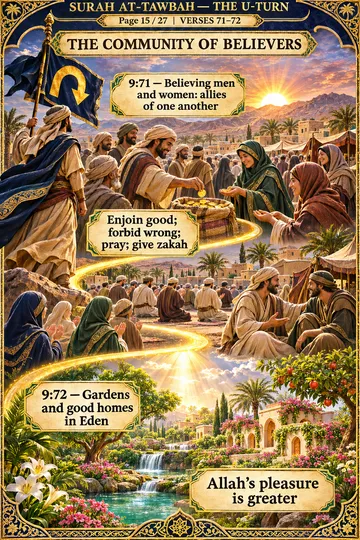 SURAH AT-TAWBAH — THE U-TURN
Page 15 / 27 | VERSES 71–72
THE COMMUNITY OF BELIEVERS
9:71 — Believing men
and women: allies
of one another
Enjoin good;
forbid wrong;
pray; give zakah
9:72 — Gardens
and good homes
in Eden
Allah's pleasure
is greater